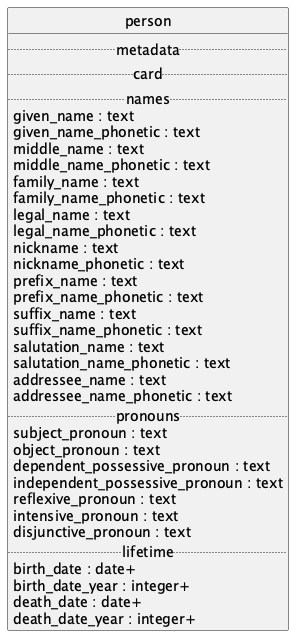 person
metadata
card
names
given_name : text
given_name_phonetic : text
middle_name : text
middle_name_phonetic : text
family_name : text
family_name_phonetic : text
legal_name : text
legal_name_phonetic : text
nickname : text
nickname_phonetic : text
prefix_name : text
prefix_name_phonetic : text
suffix_name : text
suffix_name_phonetic : text
salutation_name : text
salutation_name_phonetic : text
addressee_name : text
addressee_name_phonetic : text
pronouns
subject_pronoun : text
object_pronoun : text
dependent_possessive_pronoun : text
independent_possessive_pronoun : text
reflexive_pronoun : text
intensive_pronoun : text
disjunctive_pronoun : text
lifetime
birth_date : date+
birth_date_year : integer+
death_date : date+
death_date_year : integer+